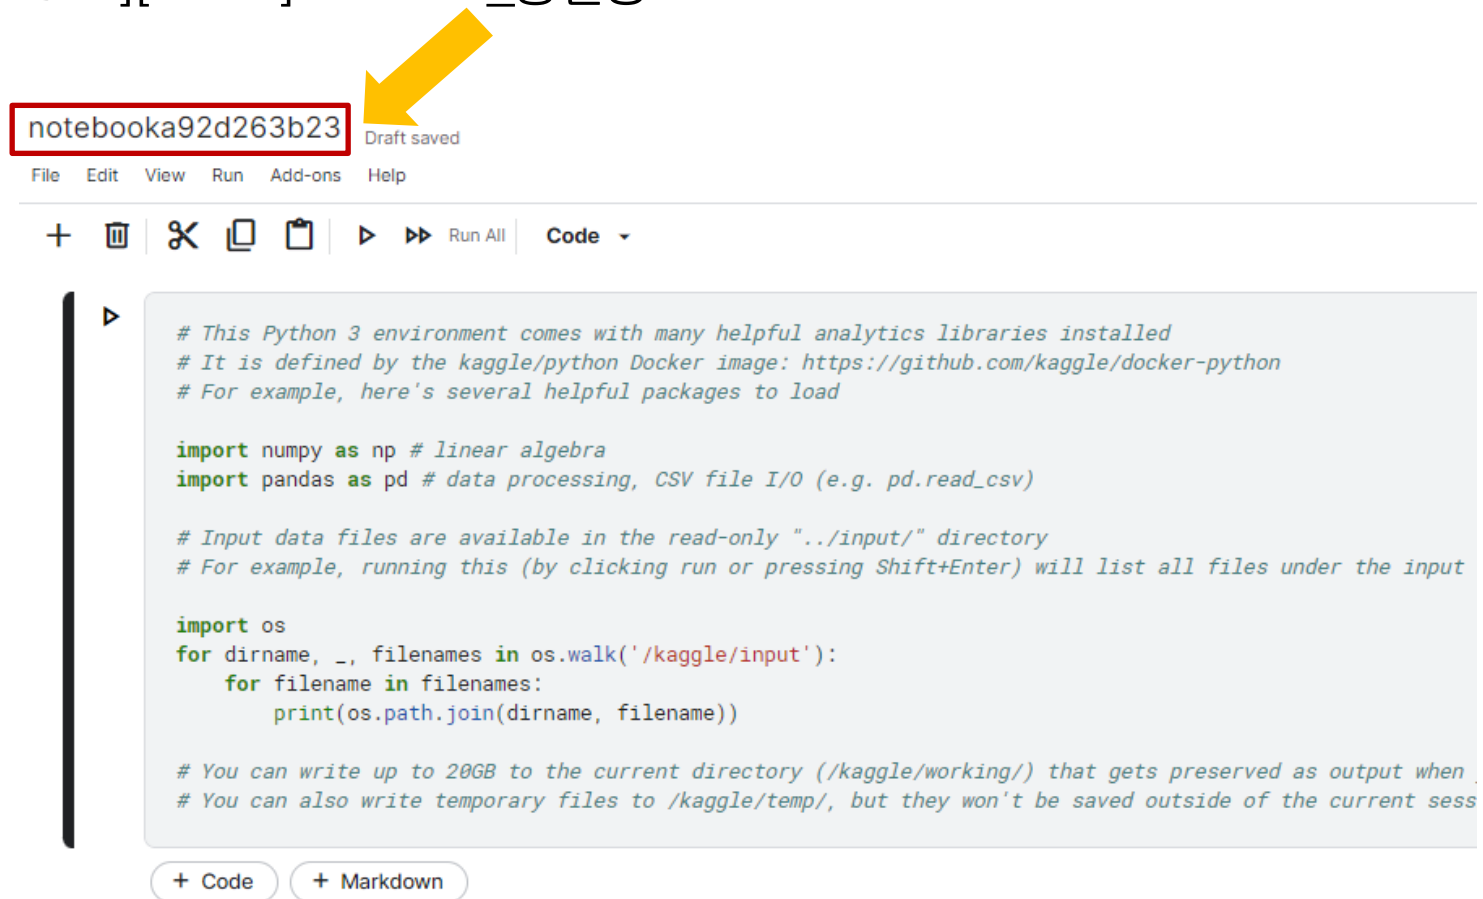 notebooka92d263b23 Draft saved
File Edit View Run Add-ons Help
Run All Code
# This Python 3 environment comes with many helpful analytics libraries installed
# It is defined by the kaggle/python Docker image: https://github.com/kaggle/docker-python
# For example, here's several helpful packages to load
import numpy as np # linear algebra
import pandas as pd # data processing, CSV file I/O (e.g. pd.read_csv)
# Input data files are available in the read-only "../input/" directory
# For example, running this (by clicking run or pressing Shift+Enter) will list all files under the input
import os
for dirname, _, filenames in os.walk('/kaggle/input'):
    for filename in filenames:
        print(os.path.join(dirname, filename))
# You can write up to 20GB to the current directory (/kaggle/working/) that gets preserved as output when
# You can also write temporary files to /kaggle/temp/, but they won't be saved outside of the current sess
+ Code + Markdown